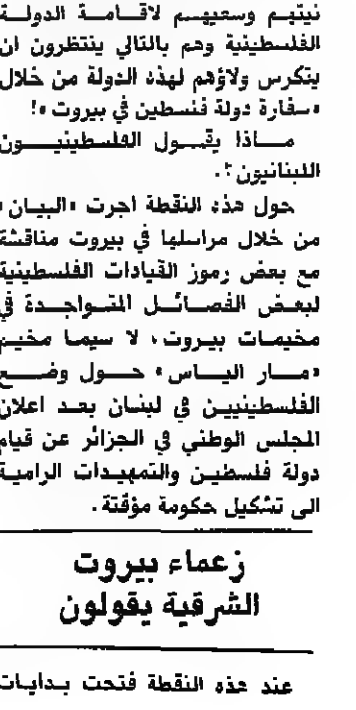 نيتهم وسعيهم لاقامة الدولة
الفلسطينية وهم بالتالي ينتظرون ان
يتكرس ولاؤهم لهذه الدولة من خلال
«سفارة دولة فلسطين في بيروت»!
ماذا يقول الفلسطينيون
اللبنانيون؟.
حول هذه النقطة اجرت «البيان»
من خلال مراسلها في بيروت مناقشة
مع بعض رموز القيادات الفلسطينية
لبعض الفصائل المتواجدة في
مخيمات بيروت، لا سيما مخيم
«مار الياس» حول وضع
الفلسطينيين في لبنان بعد اعلان
المجلس الوطني في الجزائر عن قيام
دولة فلسطين والتمهيدات الرامية
الى تشكيل حكومة مؤقتة.
زعماء بيروت
الشرقية يقولون
عند هذه النقطة فتحت بدايات